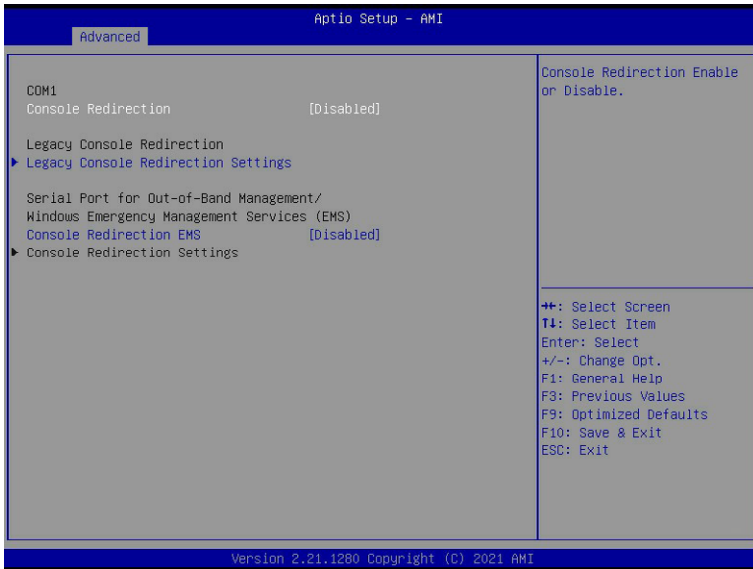 Aptio Setup - AMI
Advanced
COM1
Console Redirection [Disabled]
Legacy Console Redirection
▶ Legacy Console Redirection Settings
Serial Port for Out-of-Band Management/
Windows Emergency Management Services (EMS)
Console Redirection EMS [Disabled]
▶ Console Redirection Settings
Console Redirection Enable
or Disable.
→←: Select Screen
↑↓: Select Item
Enter: Select
+/-: Change Opt.
F1: General Help
F3: Previous Values
F9: Optimized Defaults
F10: Save & Exit
ESC: Exit
Version 2.21.1280 Copyright (C) 2021 AMI